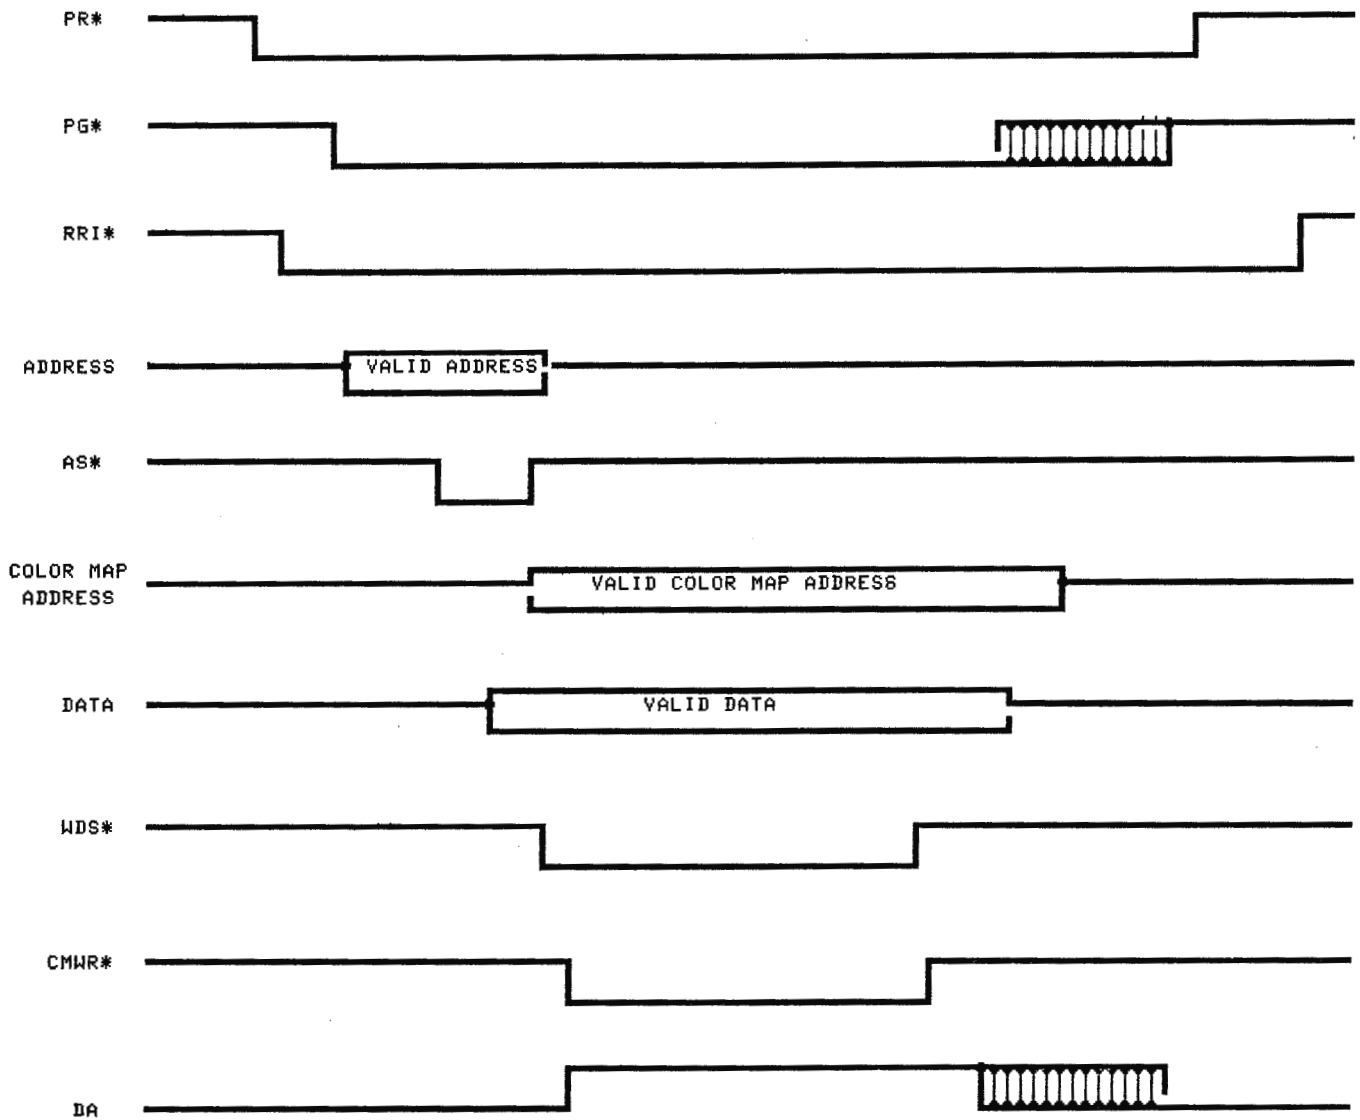 PR*
PG*
RRI*
ADDRESS
VALID ADDRESS
AS*
COLOR MAP
ADDRESS
VALID COLOR MAP ADDRESS
DATA
VALID DATA
WDS*
CMWR*
DA